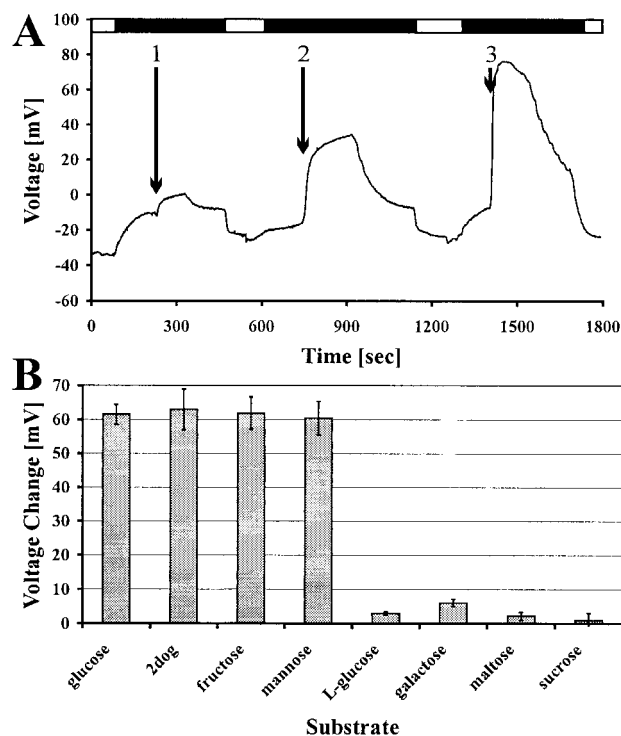 A
1 2 3
100
80
60
40
20
0
-20
-40
-60
Voltage [mV]
0 300 600 900 1200 1500 1800
Time [sec]
B
70
60
50
40
30
20
10
0
Voltage Change [mV]
glucose 2dog fructose mannose L-glucose galactose maltose sucrose
Substrate